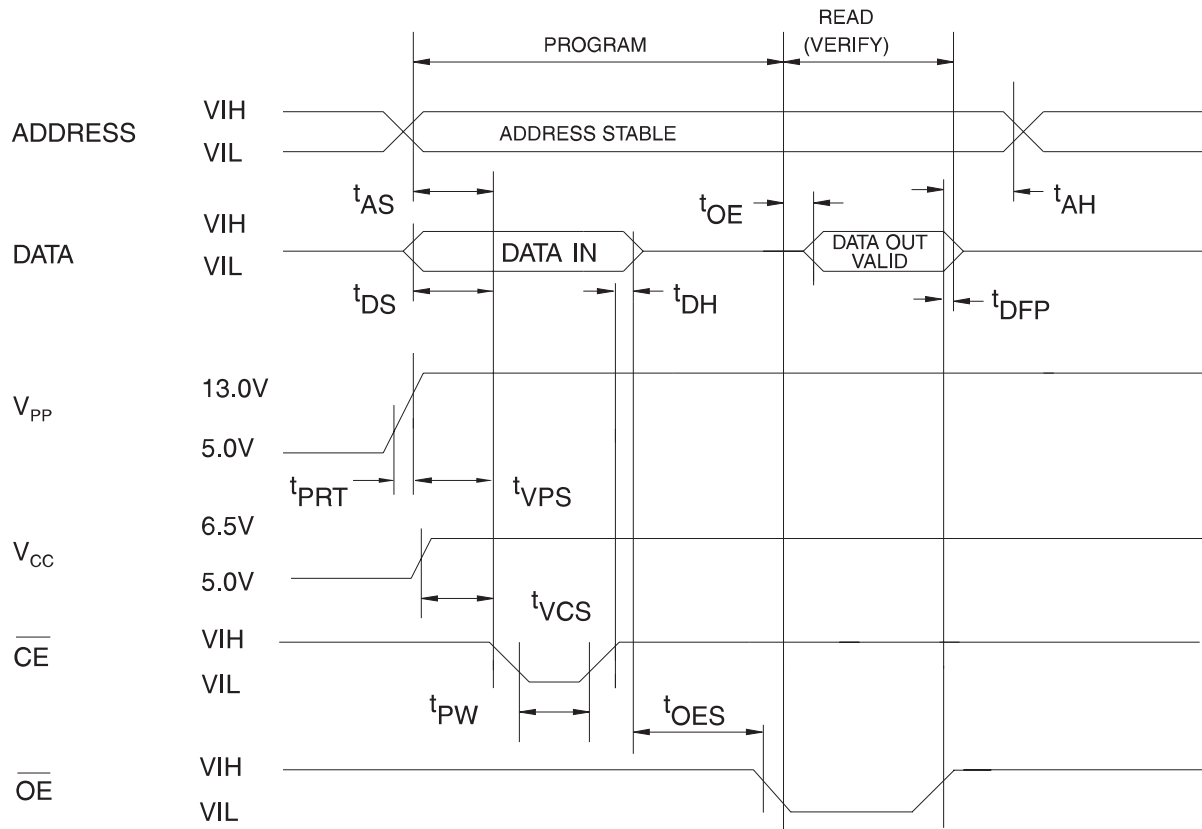 READ
PROGRAM (VERIFY)
VIH
ADDRESS ADDRESS STABLE
VIL
tAS tOE tAH
VIH
DATA DATA IN DATA OUT VALID
VIL
tDS tDH tDFP
13.0V
VPP
5.0V
tPRT tVPS
6.5V
VCC
5.0V
tVCS
VIH
CE
VIL
tPW tOES
VIH
OE
VIL